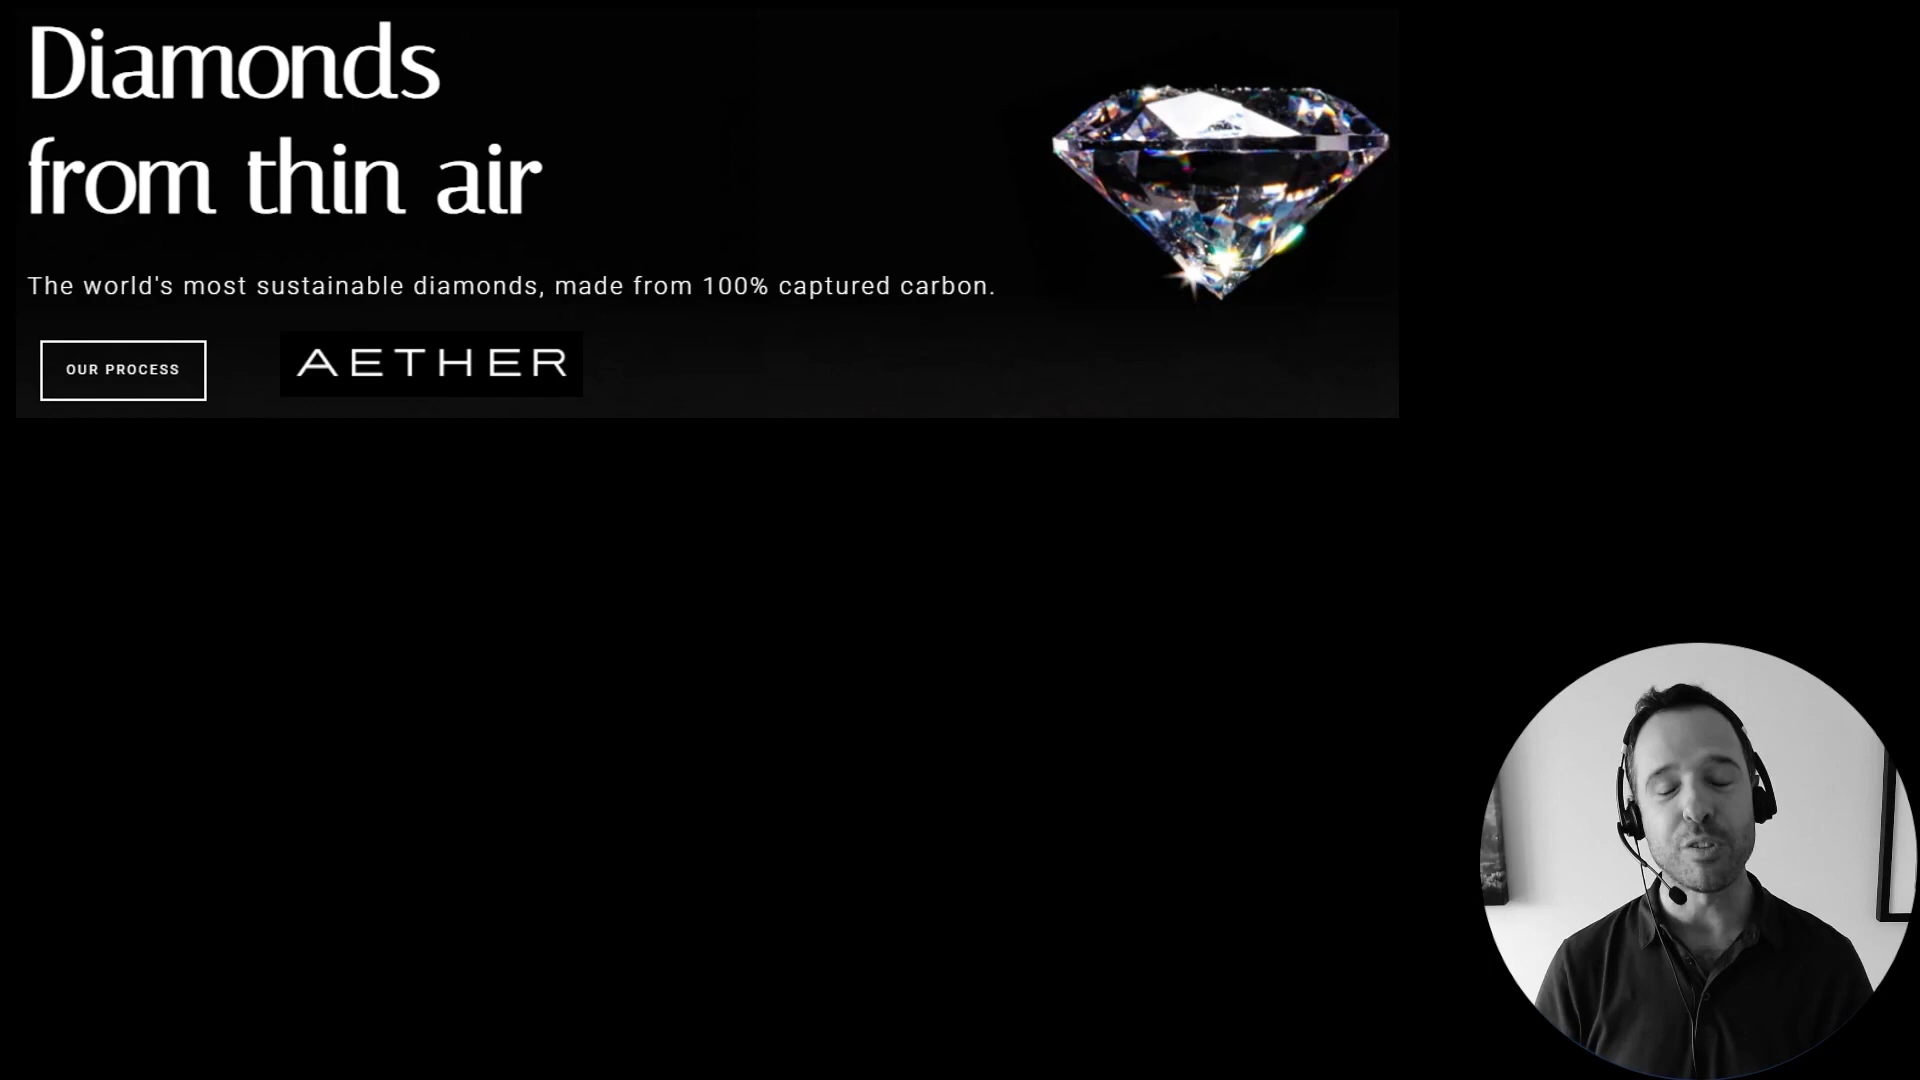 Diamonds
from thin air
The world's most sustainable diamonds, made from 100% captured carbon.
OUR PROCESS
AETHER